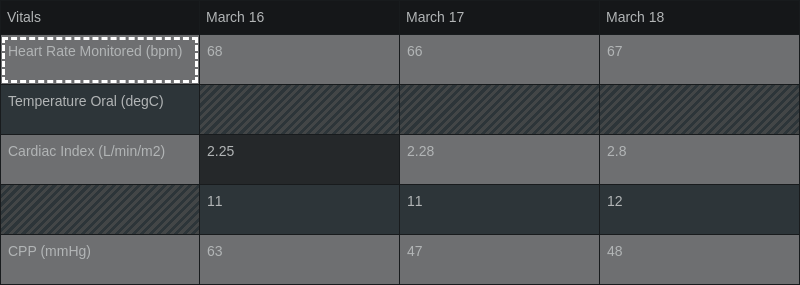 Vitals March 16 March 17 March 18
Heart Rate Monitored (bpm) 68 66 67
Temperature Oral (degC)
Cardiac Index (L/min/m2) 2.25 2.28 2.8
11 11 12
CPP (mmHg) 63 47 48